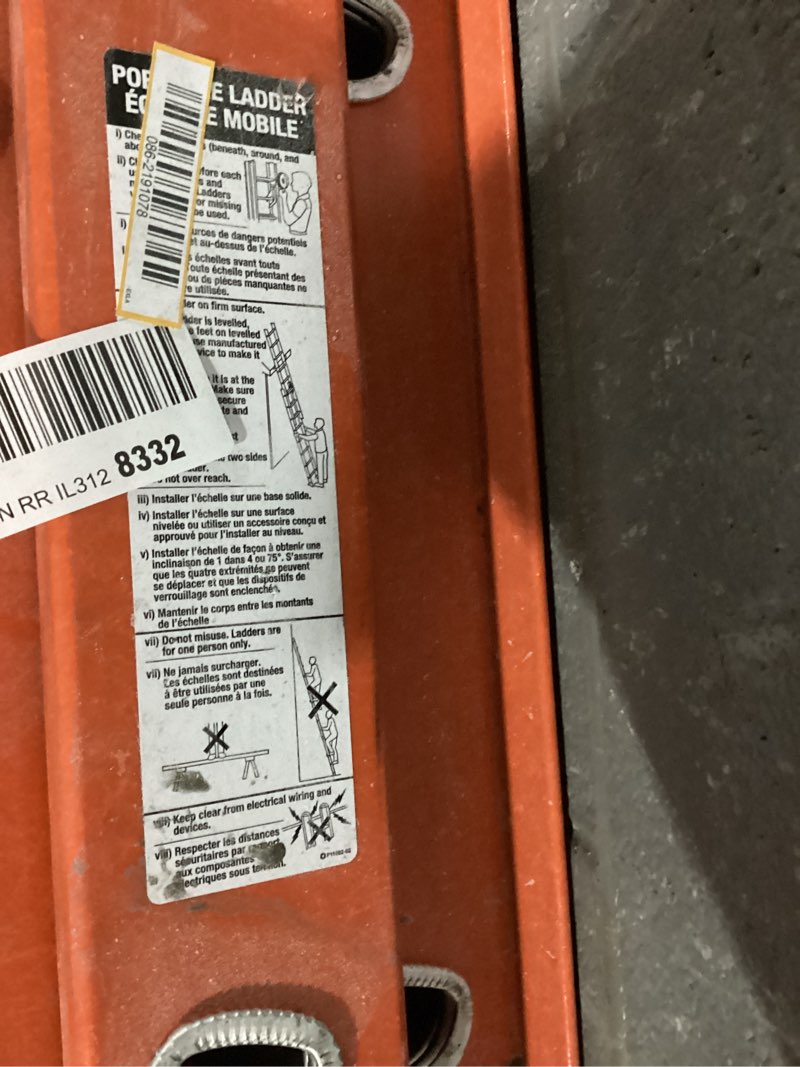 POR E LADDER
ÉC E MOBILE
i) Che (beneath, around, and
abo
ii) fore each
s and
Ladders
or missing
be used.
i) urces de dangers potentiels
et au-dessus de l'échelle.
s échelles avant toute
oute échelle présentant des
ou de pièces manquantes ne
e utilisée.
086-2191078
der on firm surface.
dder is levelled,
feet on levelled
se manufactured
vice to make it
it is at the
Make sure
secure
te and
two sides
der.
not over reach.
N RR IL312 8332
iii) Installer l'échelle sur une base solide.
iv) Installer l'échelle sur une surface
nivelée ou utiliser un accessoire conçu et
approuvé pour l'installer au niveau.
v) Installer l'échelle de façon à obtenir une
inclinaison de 1 dans 4 ou 75°. S'assurer
que les quatre extrémités ne peuvent
se déplacer et que les dispositifs de
verrouillage sont enclenchés.
vi) Mantenir le corps entre les montants
de l'échelle
vii) Do not misuse. Ladders are
for one person only.
vii) Ne jamais surcharger.
Les échelles sont destinées
à être utilisées par une
seule personne à la fois.
viii) Keep clear from electrical wiring and
devices.
viii) Respecter les distances
sécuritaires par
aux composantes
lectriques sous